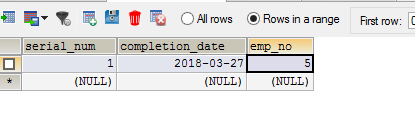 All rows Rows in a range First row:
serial_num completion_date emp_no
1 2018-03-27 5
* (NULL) (NULL) (NULL)